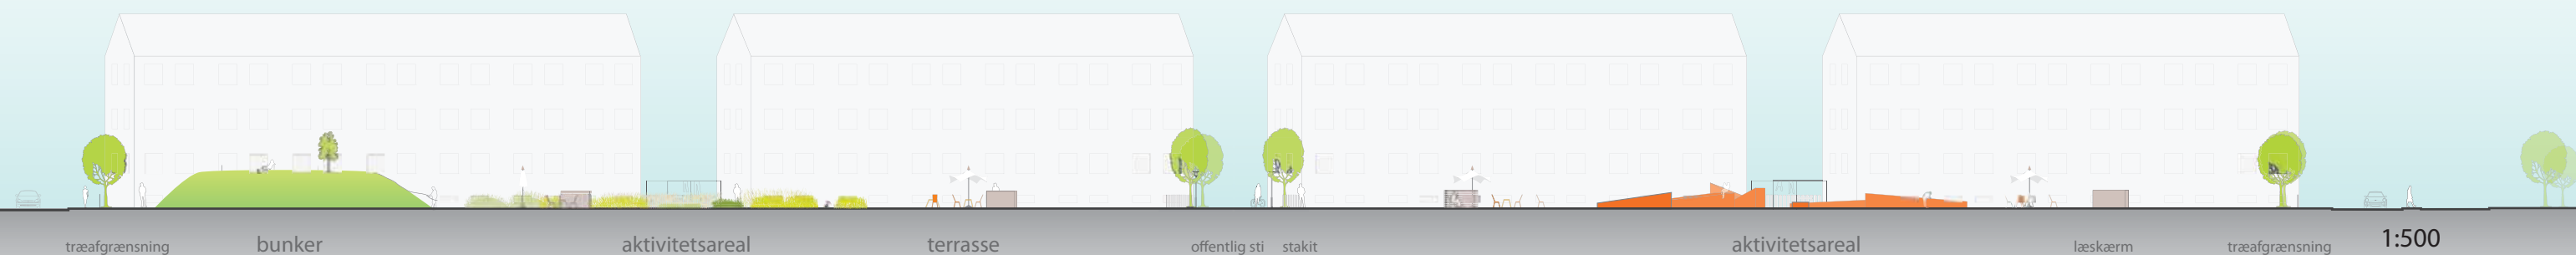 træafgrænsning
bunker
aktivitetsareal
terrasse
offentlig sti
stakit
aktivitetsareal
læskærm
træafgrænsning
1:500